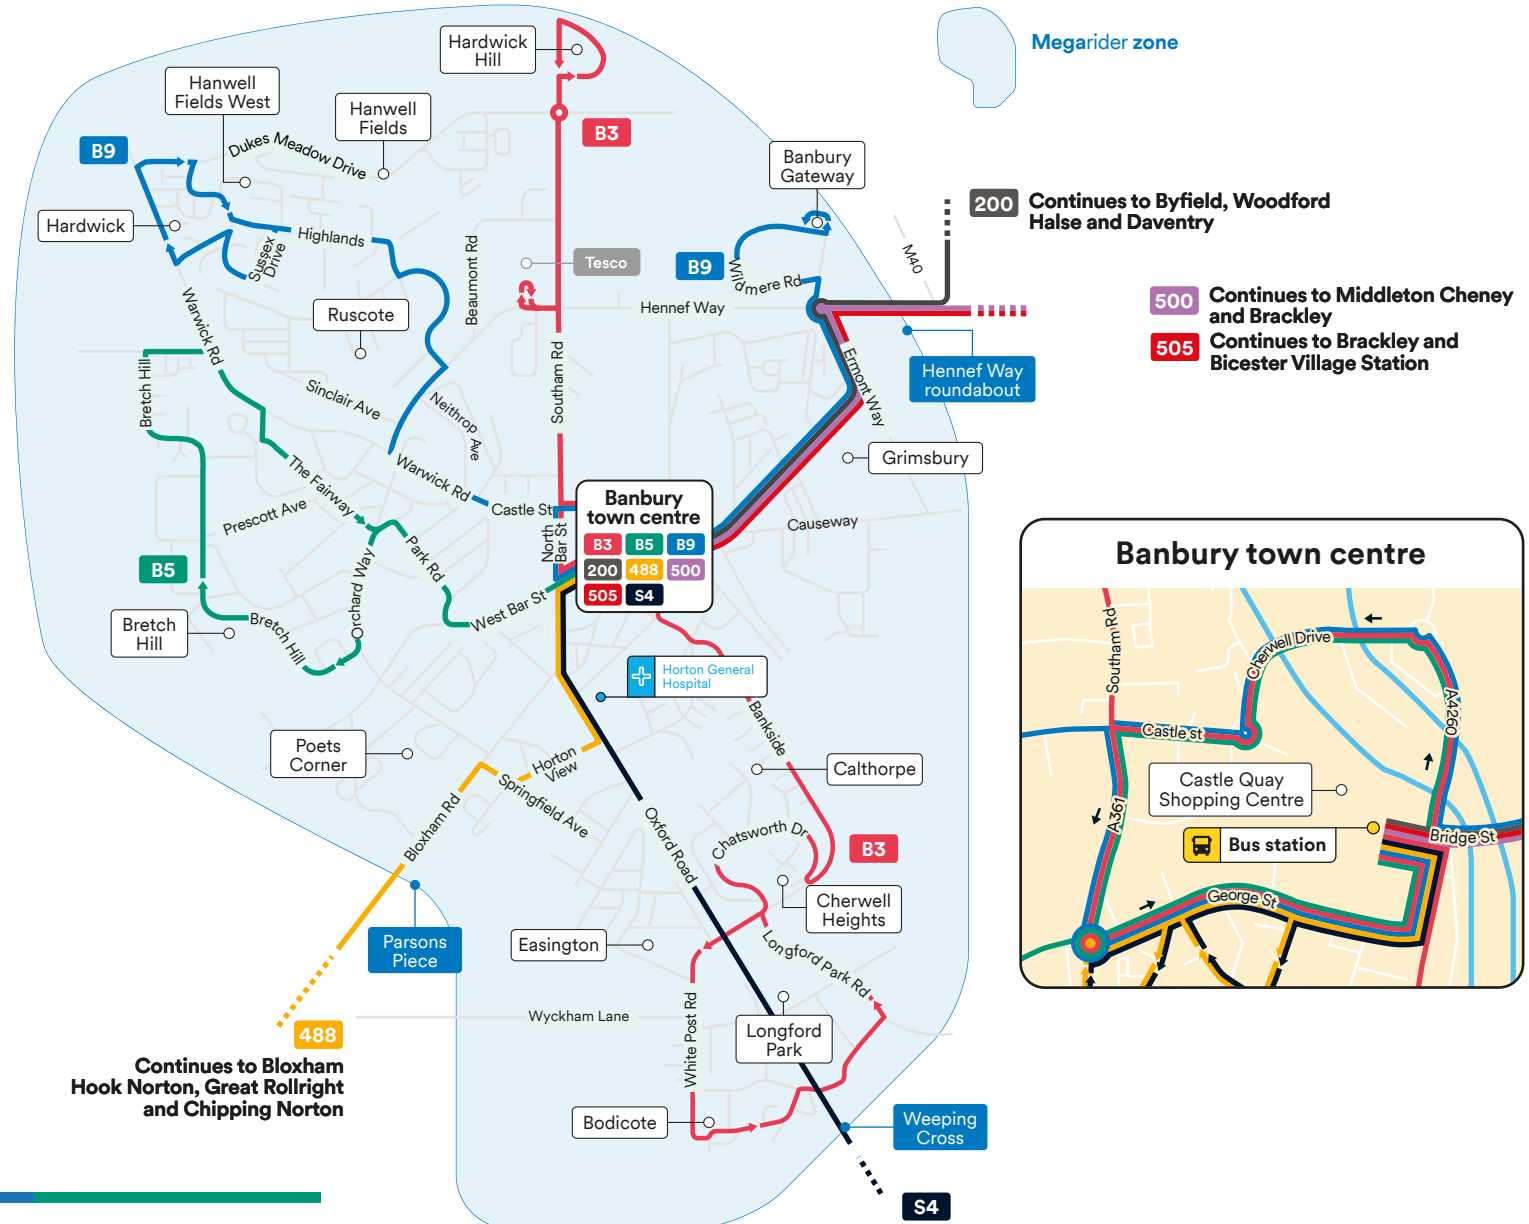 Hardwick
Hill
Megarider zone
Hanwell
Fields West
Hanwell
Fields
B3
Dukes Meadow Drive
B9
Banbury
Gateway
Hardwick
200
Continues to Byfield, Woodford
Halse and Daventry
Highlands
Sussex
Drive
Beaumont Rd
Tesco
B9
Wildmere Rd
M40
Hennef Way
500
Continues to Middleton Cheney
and Brackley
505
Continues to Brackley and
Bicester Village Station
Ruscote
Warwick Rd
Southam Rd
Ermont Way
Hennef Way
roundabout
Bretch Hill
Sinclair Ave
Neithrop
Ave
Grimsbury
The Fairway
Warwick Rd
Castle St
North
Bar St
Prescott Ave
Banbury
town centre
B3
B5
B9
200
488
500
505
S4
Causeway
B5
Orchard Way
Park Rd
West Bar St
Bretch
Hill
Bretch Hill
Horton General
Hospital
Bankside
Poets
Corner
Horton
View
Springfield Ave
Calthorpe
Bloxham Rd
Oxford Road
Chatsworth Dr
B3
Cherwell
Heights
Parsons
Piece
Easington
Longford Park Rd
White Post Rd
Wyckham Lane
Longford
Park
488
Continues to Bloxham
Hook Norton, Great Rollright
and Chipping Norton
Bodicote
Weeping
Cross
S4
Banbury town centre
Southam Rd
Cherwell Drive
A4260
Castle st
A361
Castle Quay
Shopping Centre
Bus station
Bridge St
George St